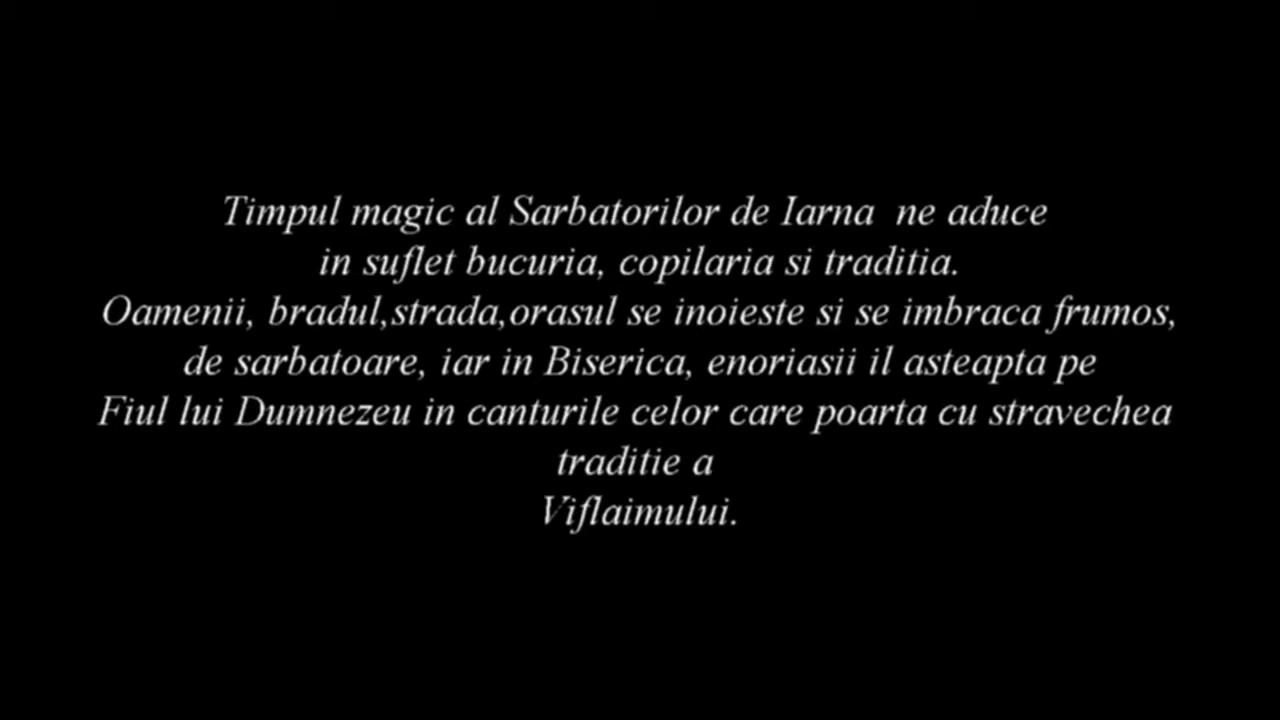 Timpul magic al Sarbatorilor de Iarna  ne aduce
in suflet bucuria, copilaria si traditia.
Oamenii, bradul,strada,orasul se inoieste si se imbraca frumos,
de sarbatoare, iar in Biserica, enoriasii il asteapta pe
Fiul lui Dumnezeu in canturile celor care poarta cu stravechea
traditie a
Viflaimului.